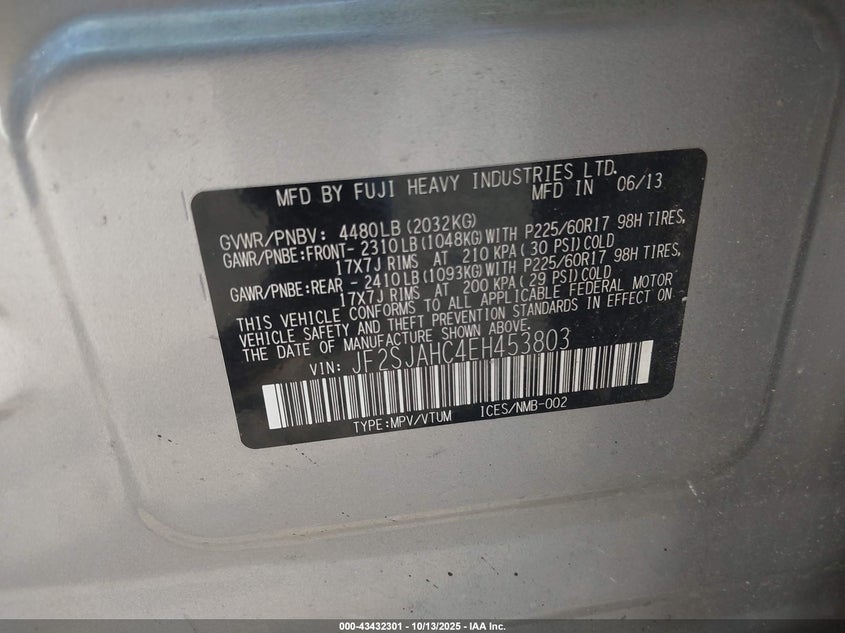 MFD BY FUJI HEAVY INDUSTRIES LTD.
MFD IN 06/13
GVWR/PNBV: 4480LB(2032KG)
GAWR/PNBE:FRONT- 2310LB(1048KG)WITH P225/60R17 98H TIRES,
17X7J RIMS AT 210 KPA(30 PSI)COLD
GAWR/PNBE:REAR - 2410LB(1093KG)WITH P225/60R17 98H TIRES,
17X7J RIMS AT 200 KPA(29 PSI)COLD
THIS VEHICLE CONFORMS TO ALL APPLICABLE FEDERAL MOTOR
VEHICLE SAFETY AND THEFT PREVENTION STANDARDS IN EFFECT ON
THE DATE OF MANUFACTURE SHOWN ABOVE.
VIN: JF2SJAHC4EH453803
TYPE:MPV/VTUM ICES/NMB-002
000-43432301 - 10/13/2025 - IAA Inc.